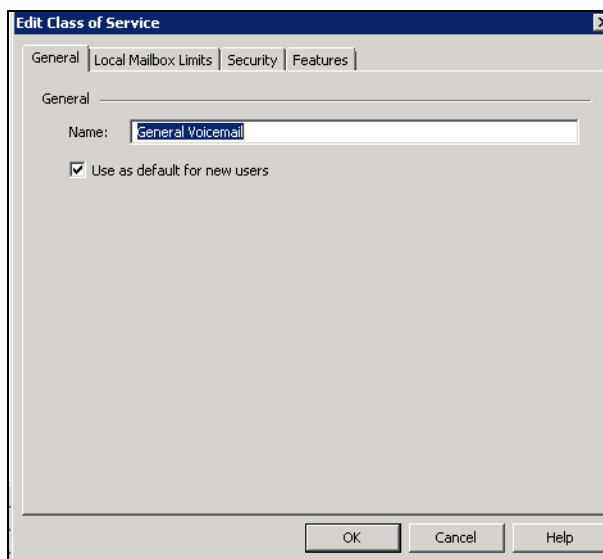 Edit Class of Service
General Local Mailbox Limits Security Features
General
Name: General Voicemail
Use as default for new users
OK Cancel Help